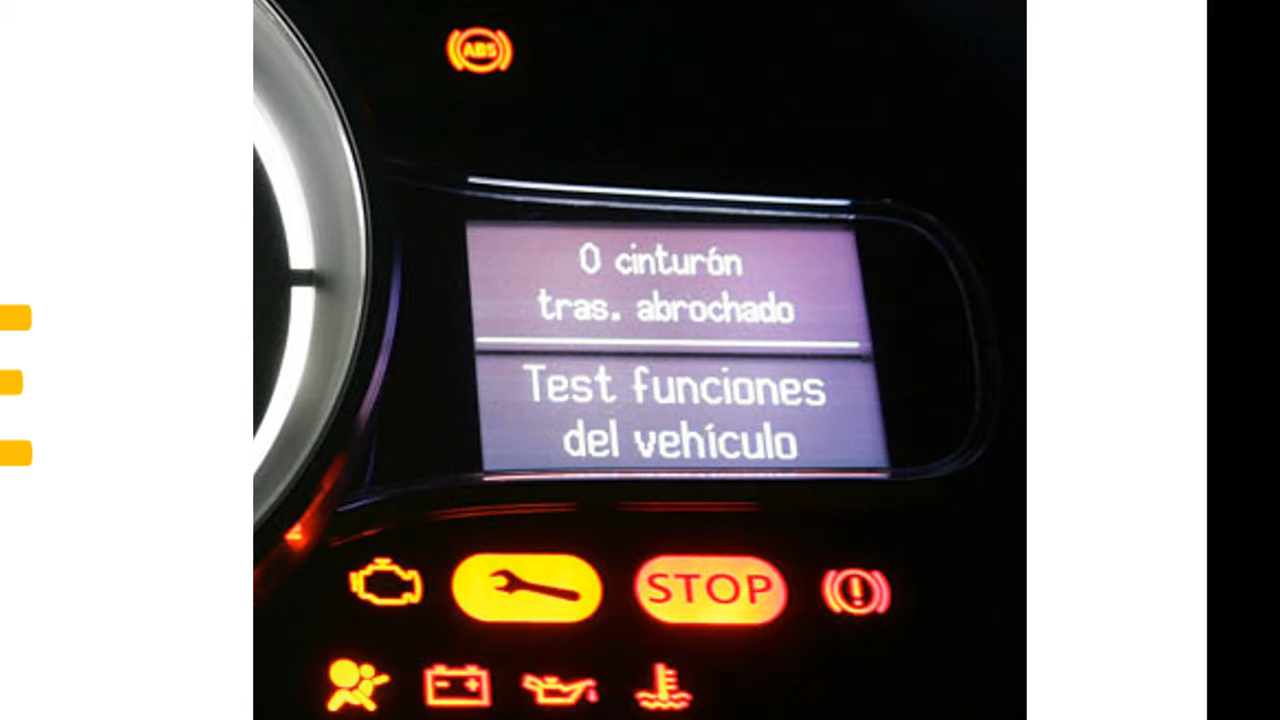 ABS
0 cinturón
tras. abrochado
Test funciones
del vehículo
STOP